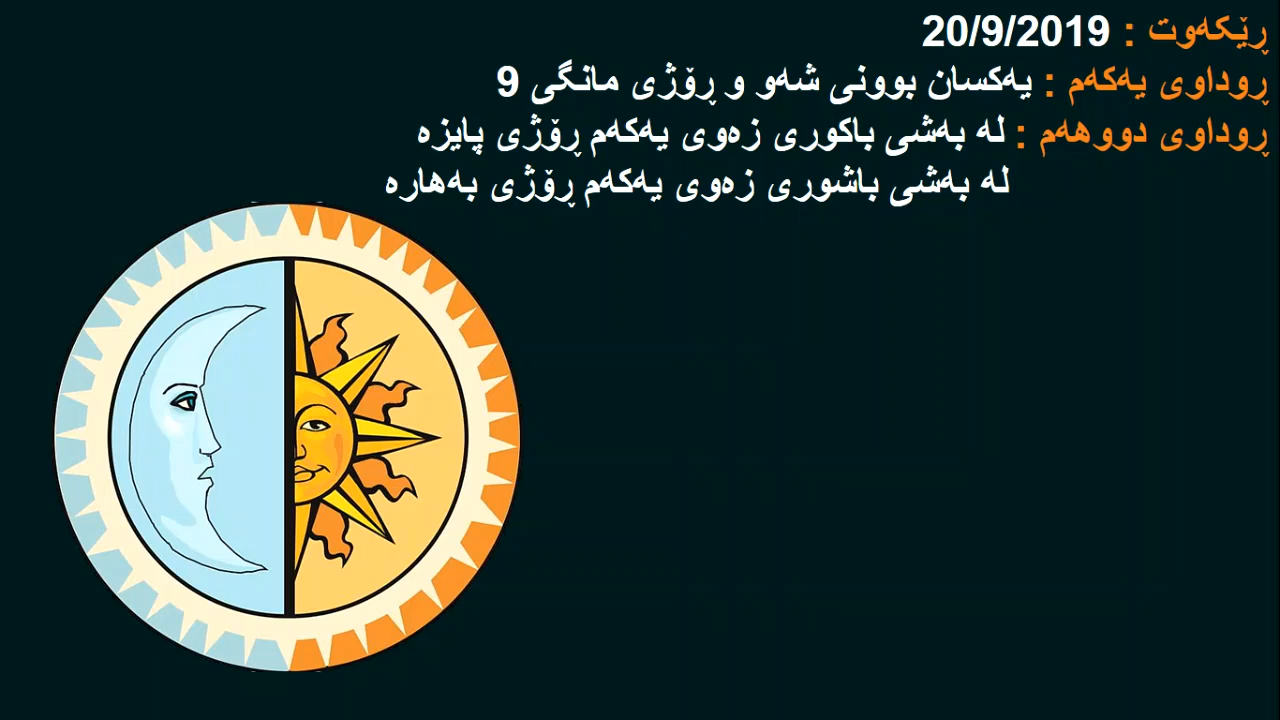 ڕێکەوت : 20/9/2019
ڕوداوی یەکەم : یەکسان بوونی شەو و ڕۆژی مانگی 9
ڕوداوی دووهەم : لە بەشی باکوری زەوی یەکەم ڕۆژی پایزە
لە بەشی باشوری زەوی یەکەم ڕۆژی بەهارە